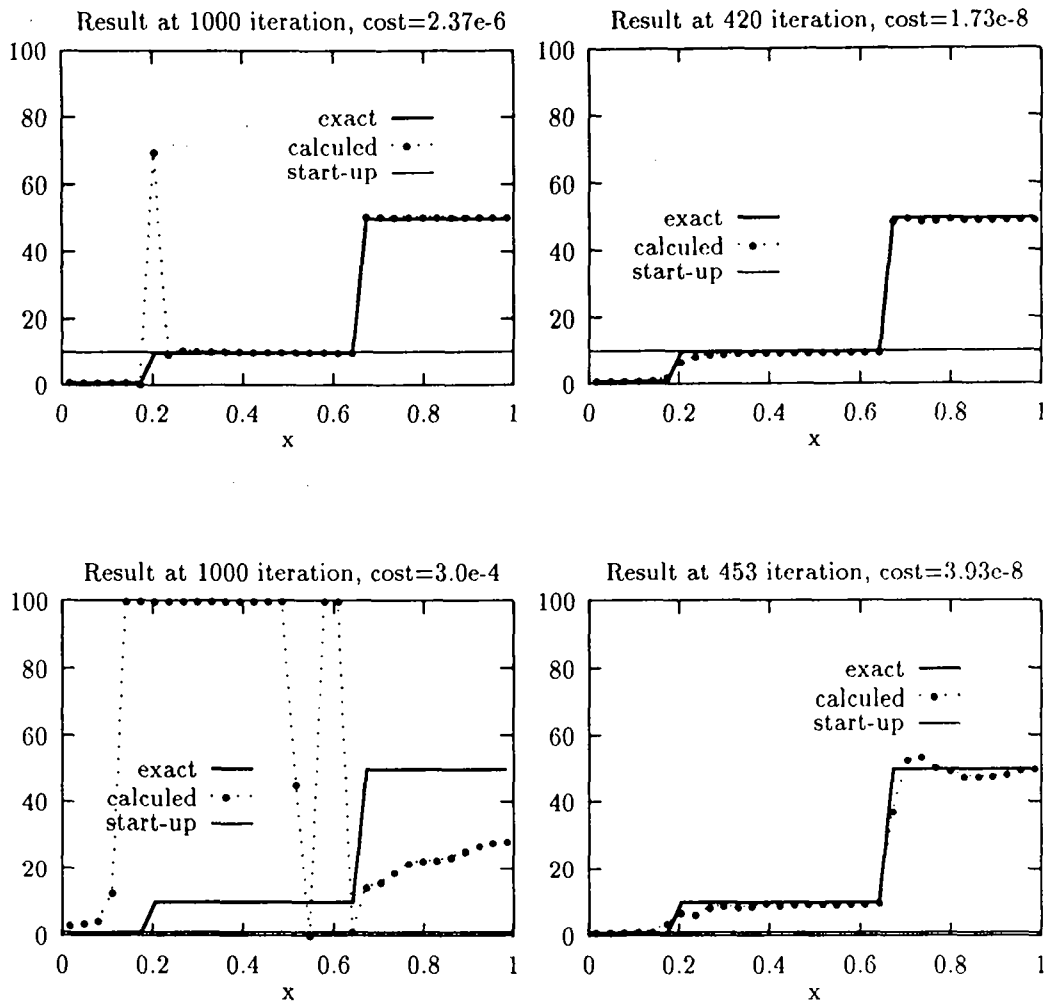 Result at 1000 iteration, cost=2.37e-6
100
80
60
40
20
0
exact
calculed
start-up
0
0.2
0.4
0.6
0.8
1
x
Result at 420 iteration, cost=1.73e-8
100
80
60
40
20
0
exact
calculed
start-up
0
0.2
0.4
0.6
0.8
1
x
Result at 1000 iteration, cost=3.0e-4
100
80
60
40
20
0
exact
calculed
start-up
0
0.2
0.4
0.6
0.8
1
x
Result at 453 iteration, cost=3.93e-8
100
80
60
40
20
0
exact
calculed
start-up
0
0.2
0.4
0.6
0.8
1
x